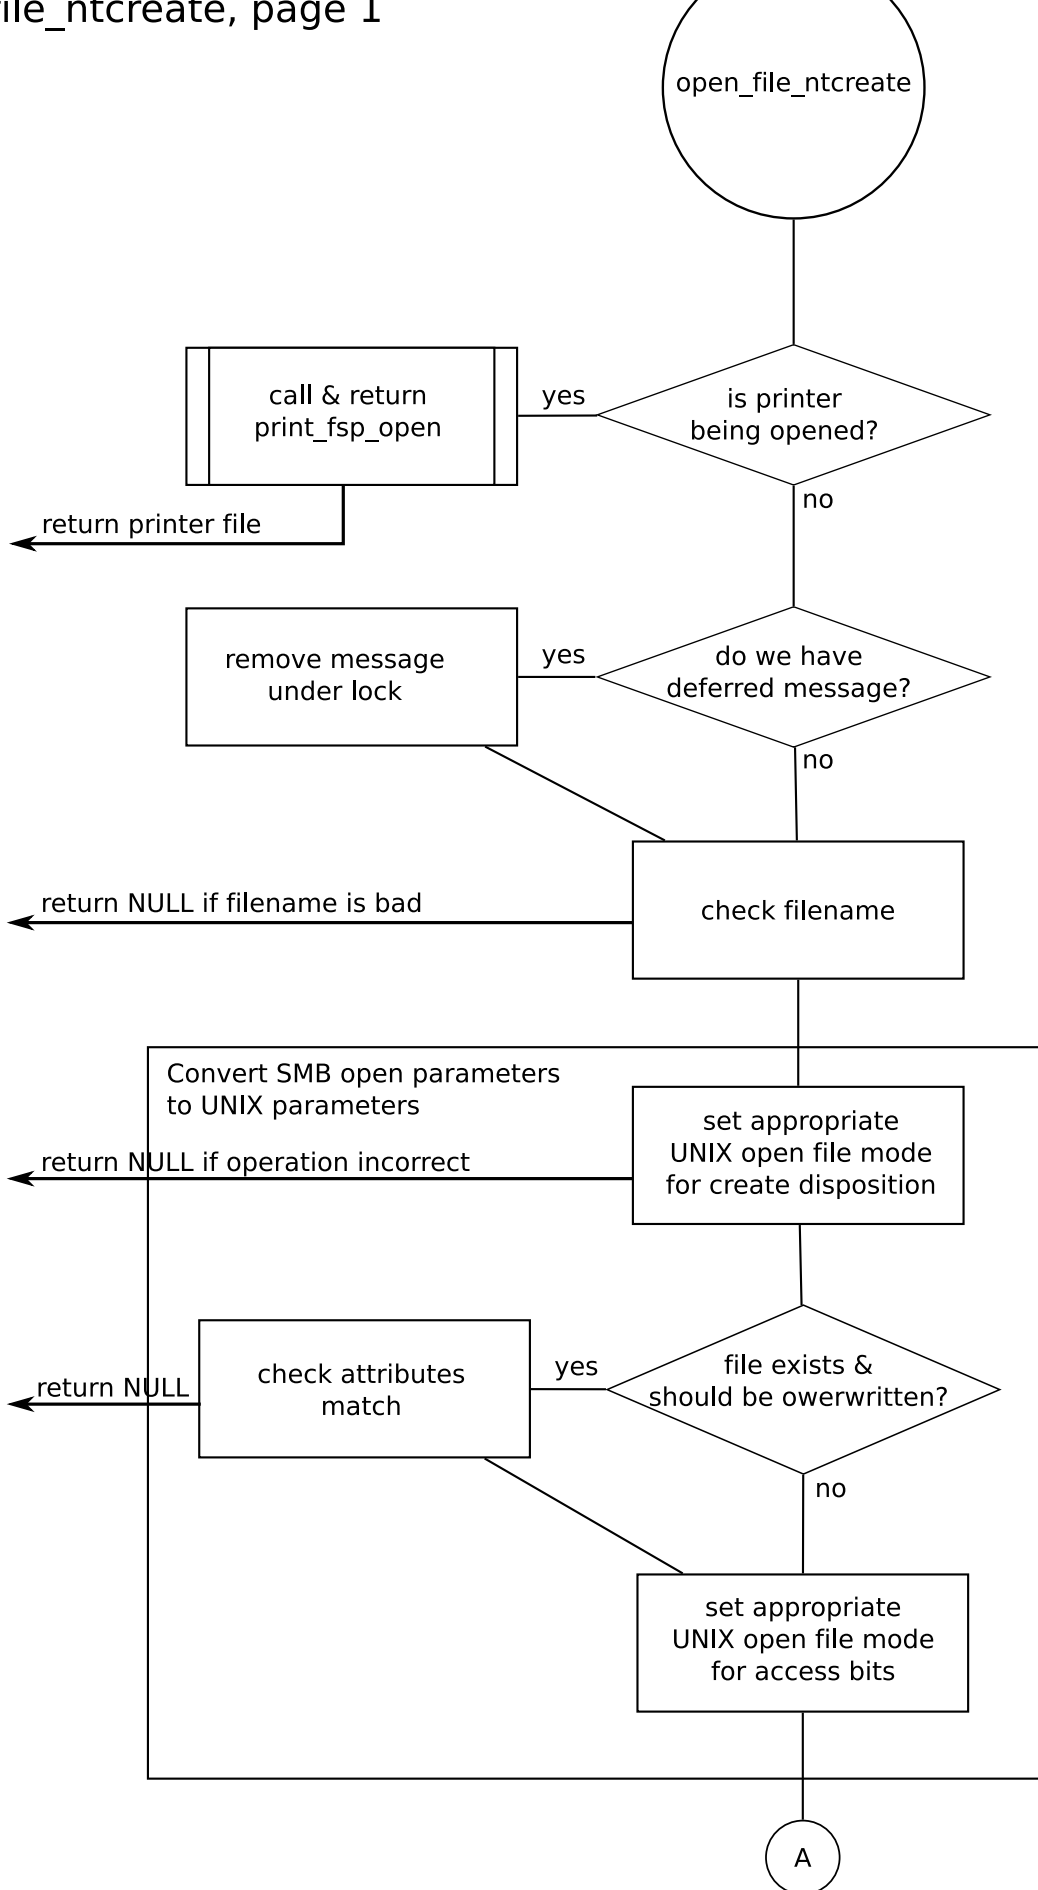 file_ntcreate, page 1
open_file_ntcreate
is printer
being opened?
yes
call & return
print_fsp_open
no
return printer file
do we have
deferred message?
yes
remove message
under lock
no
check filename
return NULL if filename is bad
Convert SMB open parameters
to UNIX parameters
set appropriate
UNIX open file mode
for create disposition
return NULL if operation incorrect
file exists &
should be owerwritten?
yes
check attributes
match
return NULL
no
set appropriate
UNIX open file mode
for access bits
A